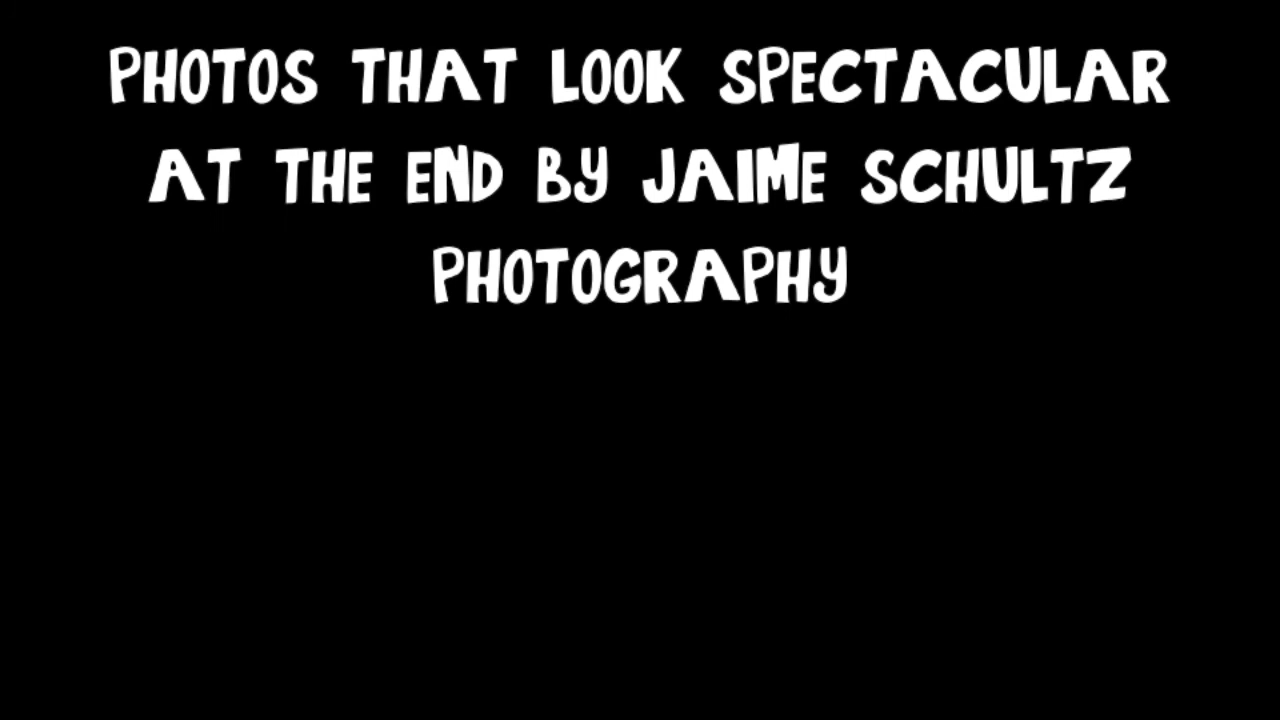 PHOTOS THAT LOOK SPECTACULAR
AT THE END BY JAIME SCHULTZ
PHOTOGRAPHY